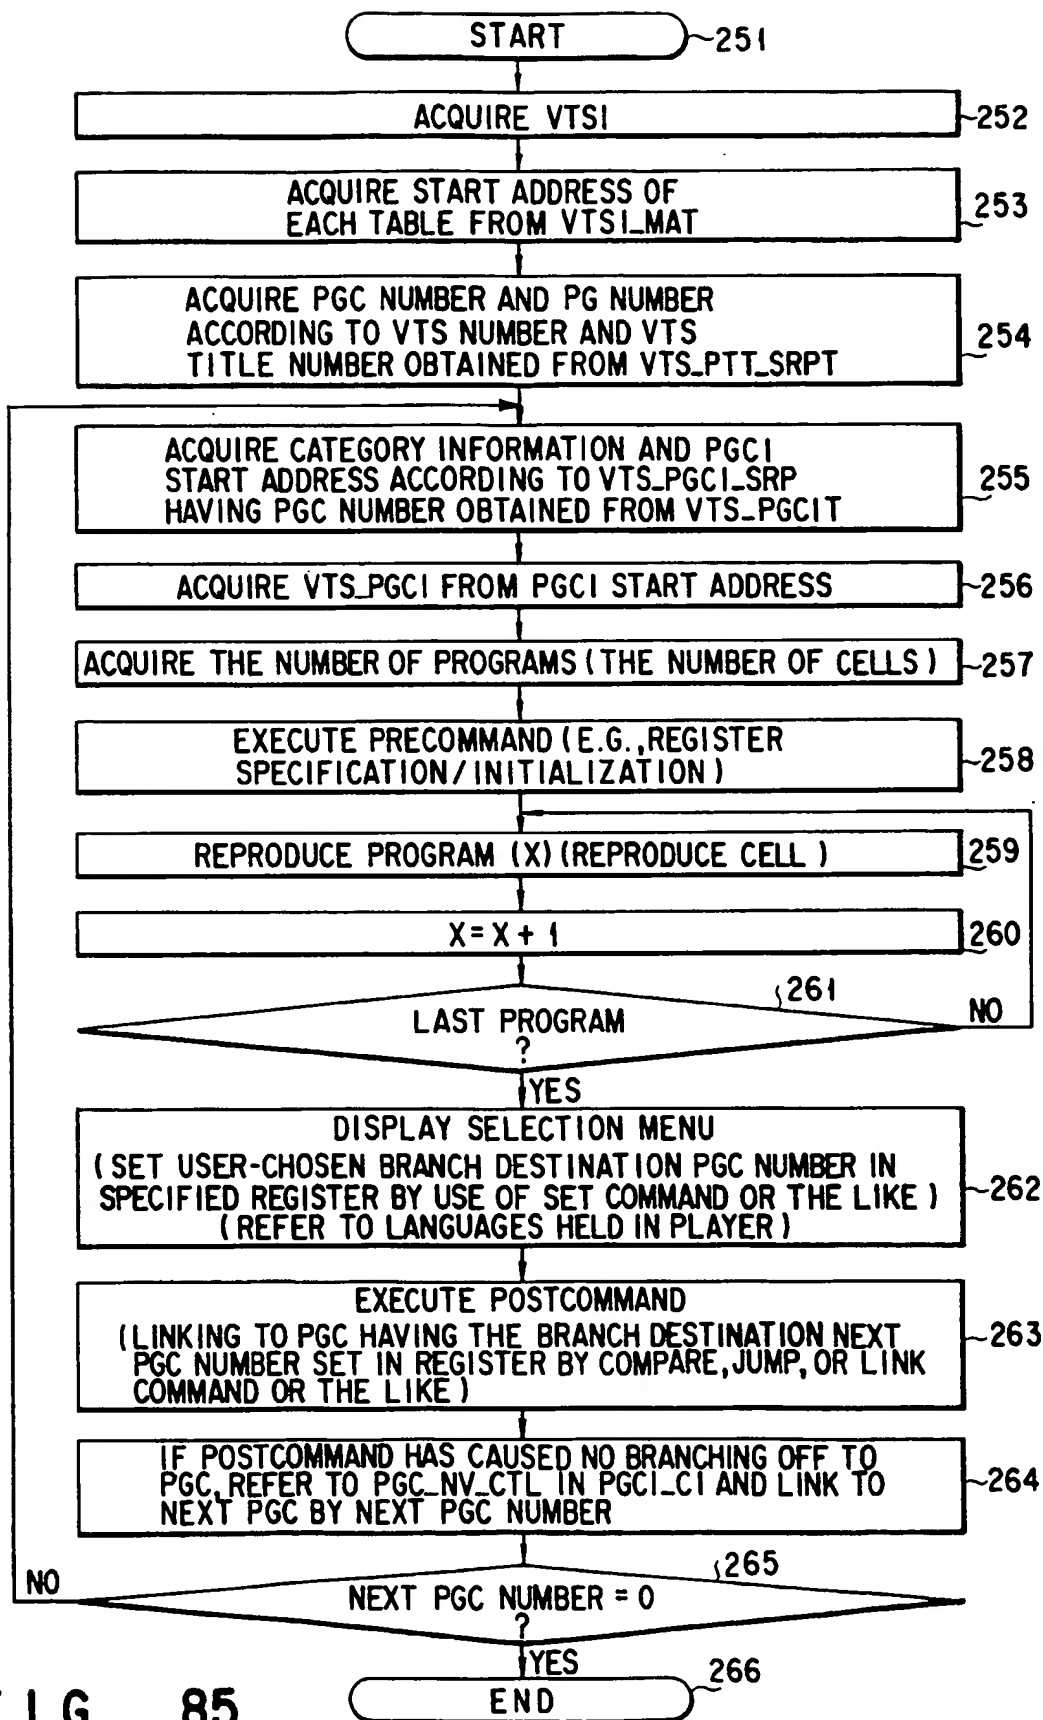 START
251
ACQUIRE VTSI
252
ACQUIRE START ADDRESS OF
EACH TABLE FROM VTSI_MAT
253
ACQUIRE PGC NUMBER AND PG NUMBER
ACCORDING TO VTS NUMBER AND VTS
TITLE NUMBER OBTAINED FROM VTS_PTT_SRPT
254
ACQUIRE CATEGORY INFORMATION AND PGCI
START ADDRESS ACCORDING TO VTS_PGCI_SRP
HAVING PGC NUMBER OBTAINED FROM VTS_PGCIT
255
ACQUIRE VTS_PGCI FROM PGCI START ADDRESS
256
ACQUIRE THE NUMBER OF PROGRAMS (THE NUMBER OF CELLS)
257
EXECUTE PRECOMMAND (E.G., REGISTER
SPECIFICATION/INITIALIZATION)
258
REPRODUCE PROGRAM (X) (REPRODUCE CELL)
259
X=X+1
260
261
LAST PROGRAM
?
NO
YES
DISPLAY SELECTION MENU
(SET USER-CHOSEN BRANCH DESTINATION PGC NUMBER IN
SPECIFIED REGISTER BY USE OF SET COMMAND OR THE LIKE)
(REFER TO LANGUAGES HELD IN PLAYER)
262
EXECUTE POSTCOMMAND
(LINKING TO PGC HAVING THE BRANCH DESTINATION NEXT
PGC NUMBER SET IN REGISTER BY COMPARE, JUMP, OR LINK
COMMAND OR THE LIKE)
263
IF POSTCOMMAND HAS CAUSED NO BRANCHING OFF TO
PGC, REFER TO PGC_NV_CTL IN PGCI_CI AND LINK TO
NEXT PGC BY NEXT PGC NUMBER
264
265
NO
NEXT PGC NUMBER = 0
?
YES
266
END
FIG. 85